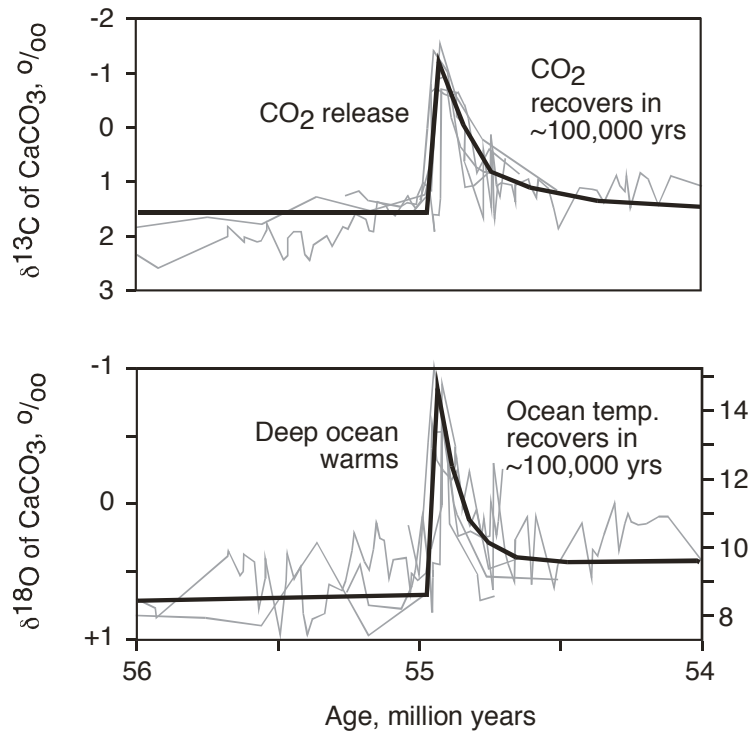 -2
-1
0
1
2
3
δ13C of CaCO3, o/oo
CO2 release
CO2
recovers in
~100,000 yrs
-1
0
+1
δ18O of CaCO3, o/oo
Deep ocean
warms
Ocean temp.
recovers in
~100,000 yrs
14
12
10
8
56
55
54
Age, million years